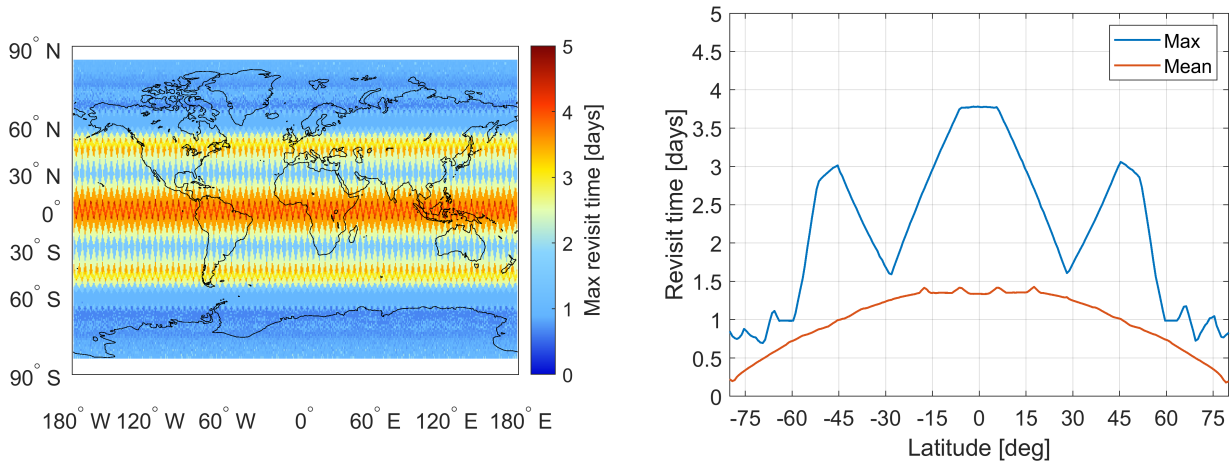 90° N
60° N
30° N
0°
30° S
60° S
90° S
180° W 120° W 60° W 0° 60° E 120° E 180° E
5
4
3
2
1
0
Max revisit time [days]
5
4.5
4
3.5
3
2.5
2
1.5
1
0.5
0
Revisit time [days]
Max
Mean
-75 -60 -45 -30 -15 0 15 30 45 60 75
Latitude [deg]